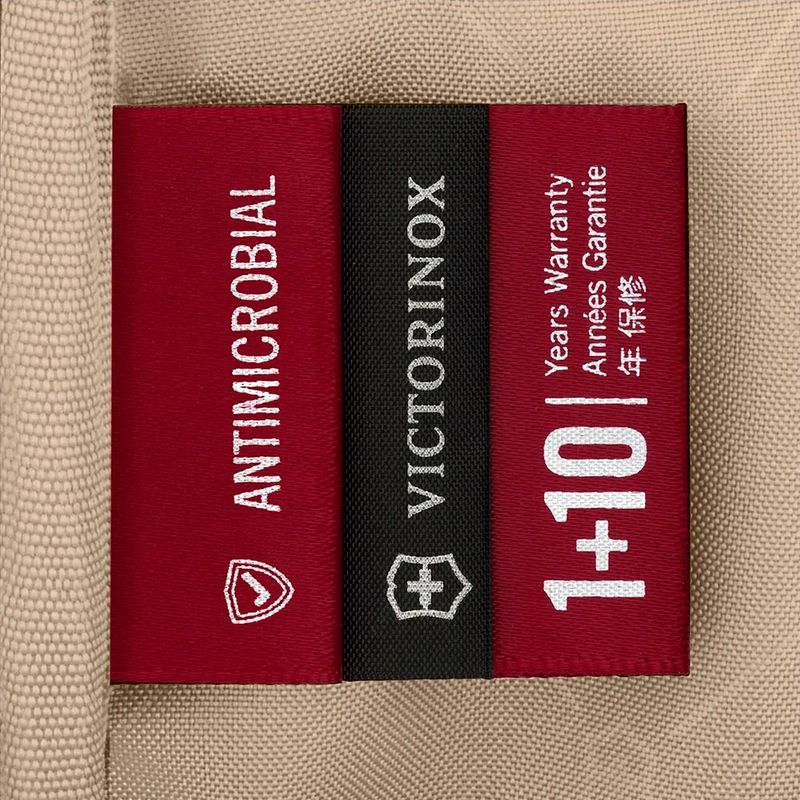 ANTIMICROBIAL
VICTORINOX
1+10
Years Warranty
Années Garantie
年 保修